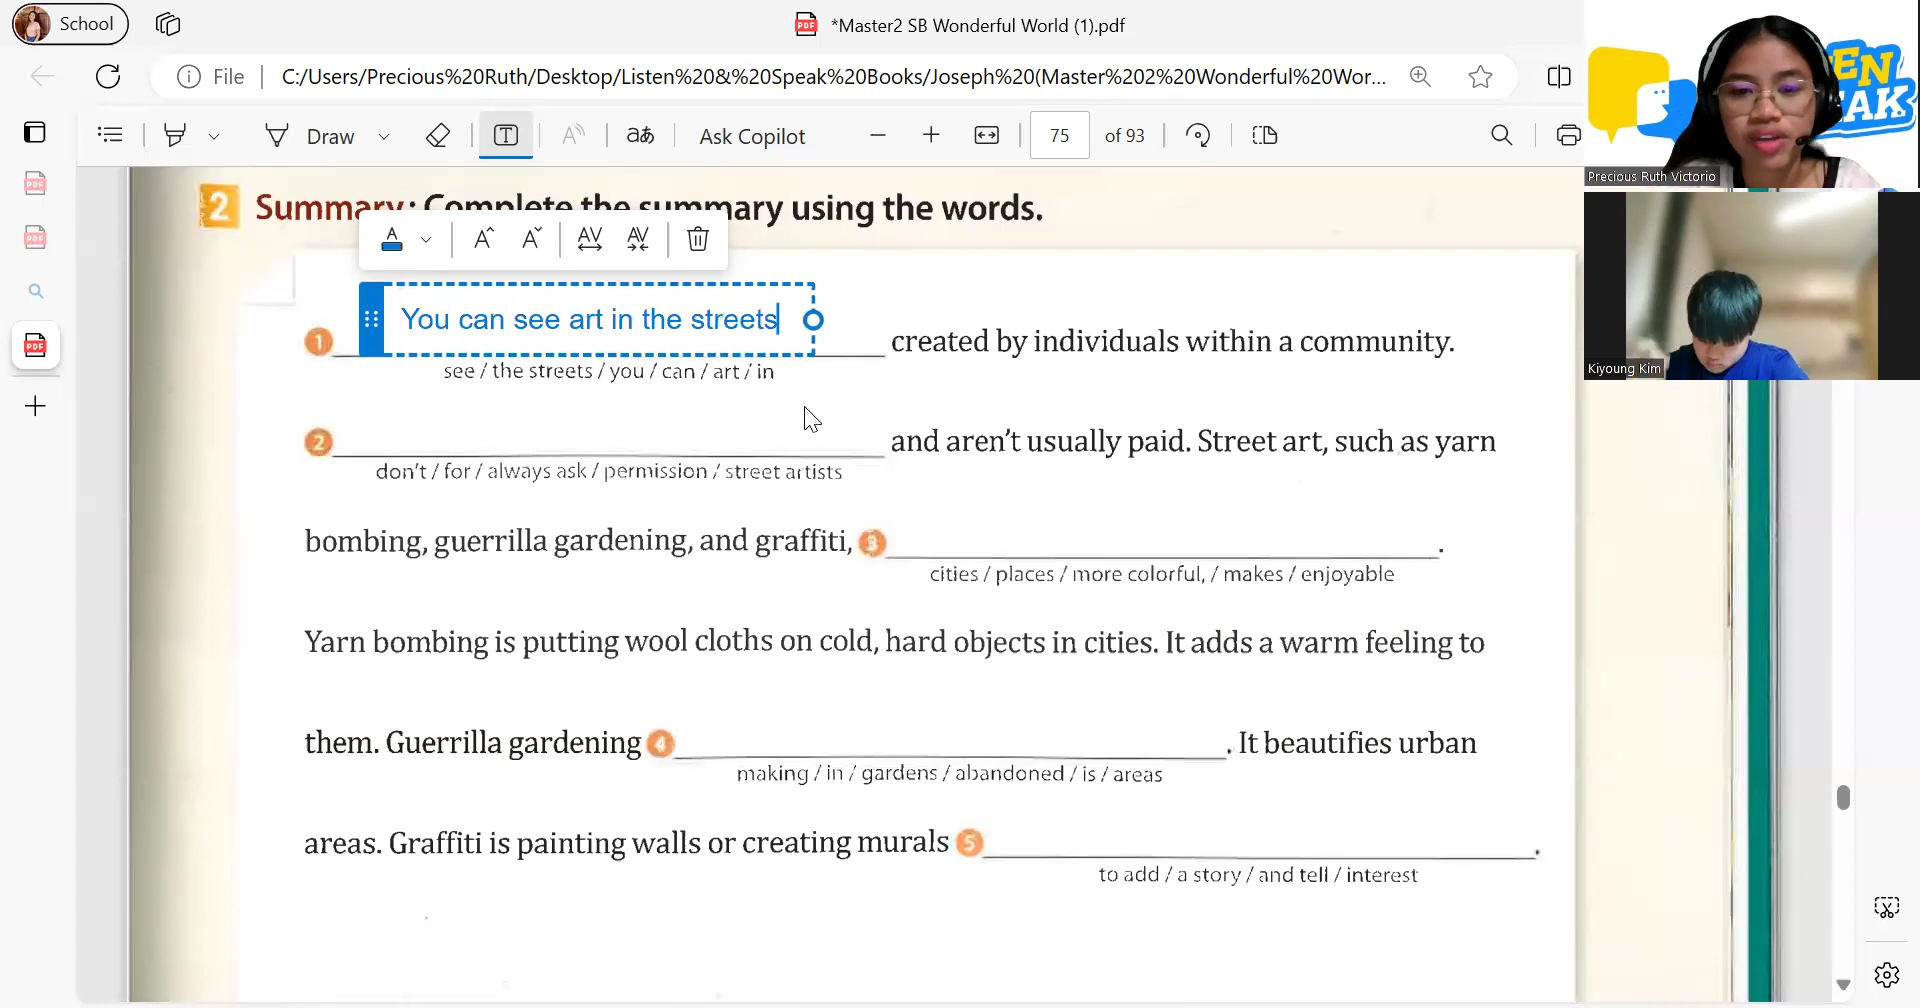 School
*Master2 SB Wonderful World (1).pdf
File
C:/Users/Precious%20Ruth/Desktop/Listen%20&%20Speak%20Books/Joseph%20(Master%202%20Wonderful%20Wor...
Draw
Ask Copilot
75
of 93
EN
EAK
Precious Ruth Victorio
Kiyoung Kim
2 Summary: Complete the summary using the words.
You can see art in the streets
1 created by individuals within a community.
see / the streets / you / can / art / in
2 and aren't usually paid. Street art, such as yarn
don't / for / always ask / permission / street artists
bombing, guerrilla gardening, and graffiti, 3 .
cities / places / more colorful, / makes / enjoyable
Yarn bombing is putting wool cloths on cold, hard objects in cities. It adds a warm feeling to
them. Guerrilla gardening 4 . It beautifies urban
making / in / gardens / abandoned / is / areas
areas. Graffiti is painting walls or creating murals 5 .
to add / a story / and tell / interest